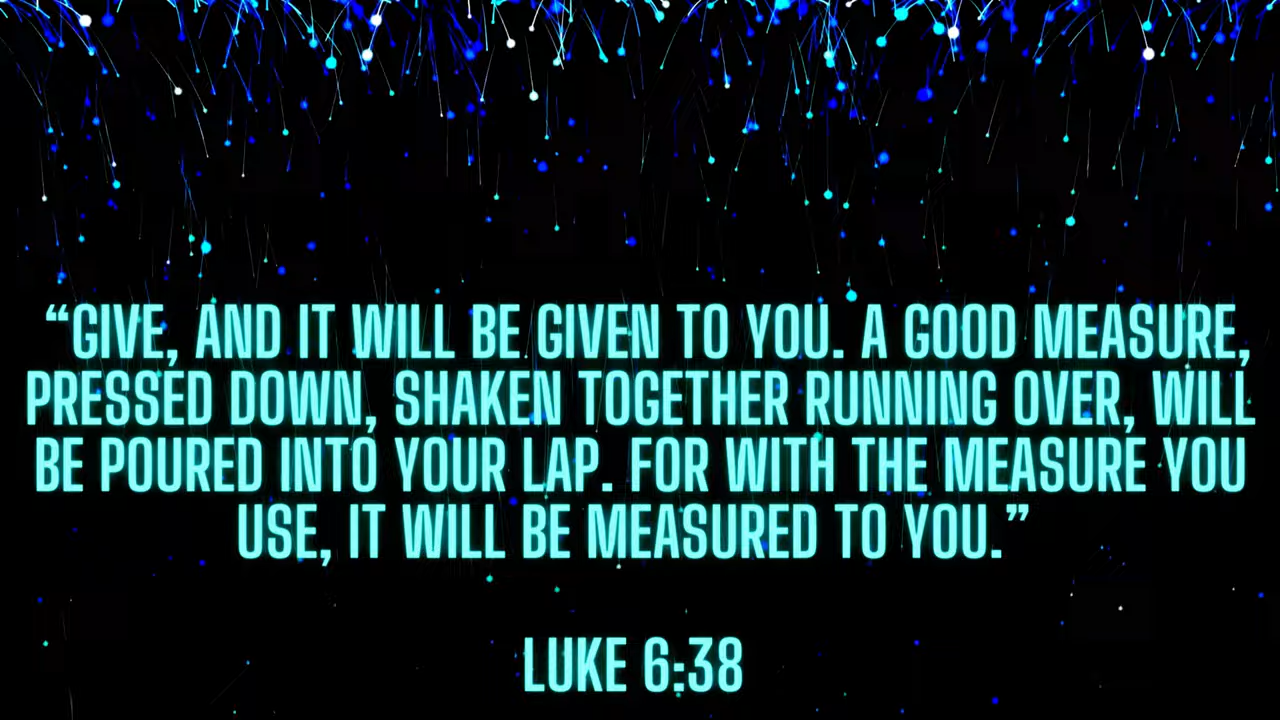 “GIVE, AND IT WILL BE GIVEN TO YOU. A GOOD MEASURE,
PRESSED DOWN, SHAKEN TOGETHER RUNNING OVER, WILL
BE POURED INTO YOUR LAP. FOR WITH THE MEASURE YOU
USE, IT WILL BE MEASURED TO YOU.”
LUKE 6:38